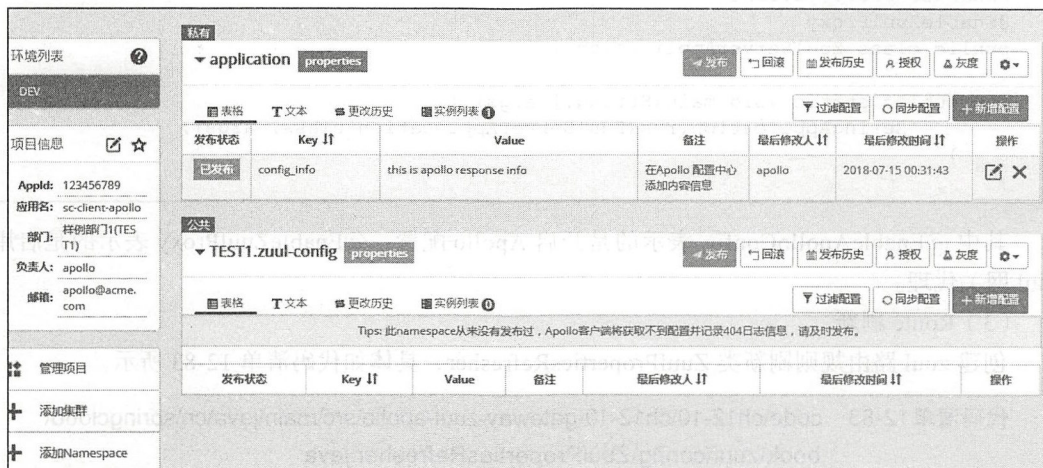 环境列表
DEV
项目信息
AppId: 123456789
应用名: sc-client-apollo
部门: 样例部门1(TES
T1)
负责人: apollo
邮箱: apollo@acme.
com
管理项目
添加集群
添加Namespace
私有
application properties
发布 回滚 发布历史 授权 灰度
表格 文本 更改历史 实例列表
过滤配置 同步配置 新增配置
发布状态 Key Value 备注 最后修改人 最后修改时间 操作
已发布 config_info this is apollo response info 在Apollo 配置中心 apollo 2018-07-15 00:31:43
添加内容信息
公共
TEST1.zuul-config properties
发布 回滚 发布历史 授权 灰度
表格 文本 更改历史 实例列表 0
过滤配置 同步配置 新增配置
Tips: 此namespace从来没有发布过，Apollo客户端将获取不到配置并记录404日志信息，请及时发布。
发布状态 Key Value 备注 最后修改人 最后修改时间 操作